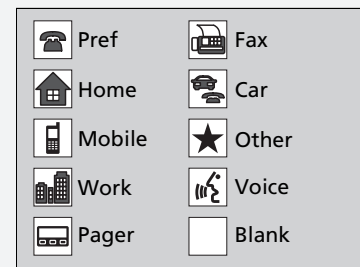 Pref
Home
Mobile
Work
Pager
Fax
Car
Other
Voice
Blank